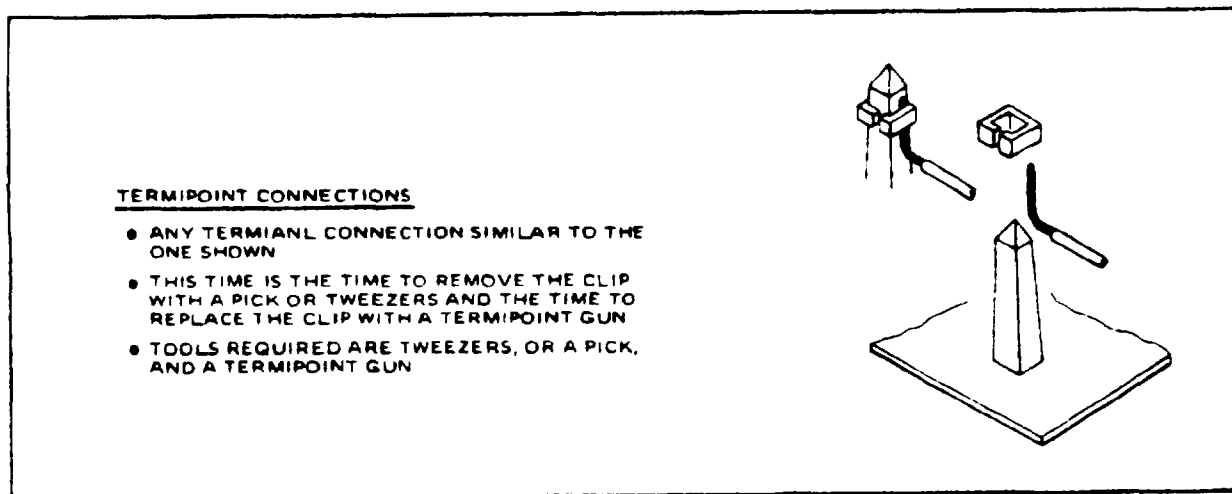 TERMIPOINT CONNECTIONS
• ANY TERMIANL CONNECTION SIMILAR TO THE
ONE SHOWN
• THIS TIME IS THE TIME TO REMOVE THE CLIP
WITH A PICK OR TWEEZERS AND THE TIME TO
REPLACE THE CLIP WITH A TERMIPOINT GUN
• TOOLS REQUIRED ARE TWEEZERS, OR A PICK,
AND A TERMIPOINT GUN